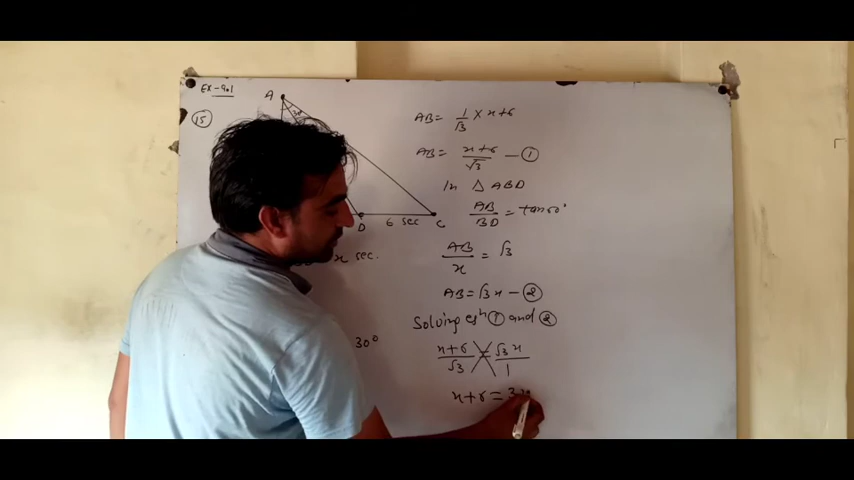 EX-9.1
15
A
30
D
6 sec
C
x sec.
30°
AB = 1/√3 × x+6
AB = x+6/√3 — 1
In △ ABD
AB/BD = tan60°
AB/x = √3
AB = √3x — 2
Solving eqn 1 and 2
x+6/√3 = √3x/1
x+6 = 3x